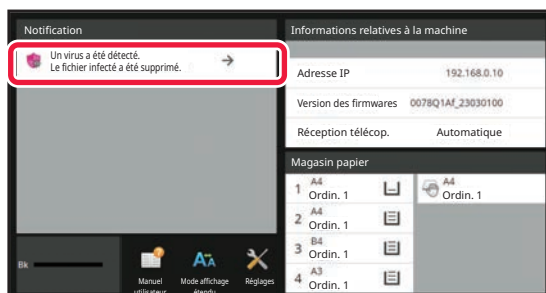 Notification
Un virus a été détecté.
Le fichier infecté a été supprimé.
Informations relatives à la machine
Adresse IP 192.168.0.10
Version des firmwares 0078Q1Af_23030100
Réception télécop. Automatique
Magasin papier
1 A4
Ordin. 1
A4
Ordin. 1
2 A4
Ordin. 1
3 B4
Ordin. 1
4 A3
Ordin. 1
Bk
Manuel
utilisateur
Mode affichage
étendu
Réglages